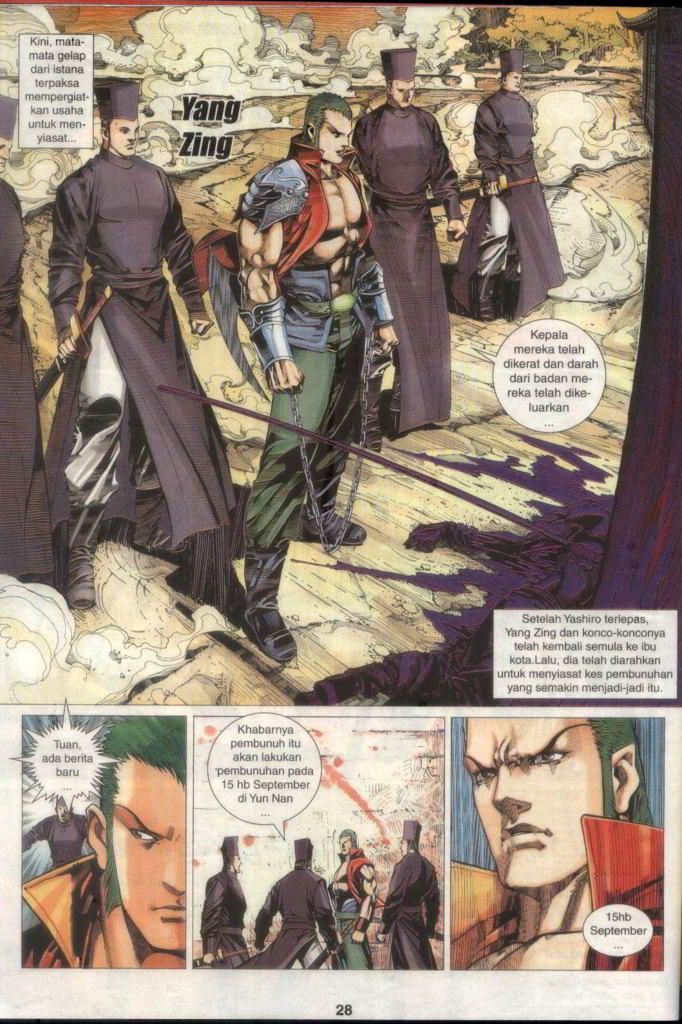 Kini, mata-
mata gelap
dari istana
terpaksa
mempergiat-
kan usaha
untuk men-
yiasat...
Yang
Zing
Kepala
mereka telah
dikerat dan darah
dari badan me-
reka telah dike-
luarkan
...
Setelah Yashiro terlepas,
Yang Zing dan konco-konconya
telah kembali semula ke ibu
kota.Lalu, dia telah diarahkan
untuk menyiasat kes pembunuhan
yang semakin menjadi-jadi itu.
Tuan,
ada berita
baru
...
Khabarnya
pembunuh itu
akan lakukan
'pembunuhan pada
15 hb September
di Yun Nan
...
15hb
September
...
28